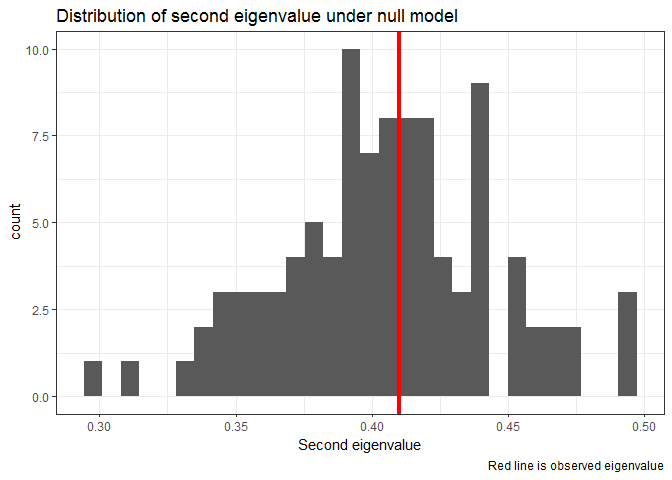 Distribution of second eigenvalue under null model
10.0
7.5
5.0
2.5
0.0
count
0.30 0.35 0.40 0.45 0.50
Second eigenvalue
Red line is observed eigenvalue